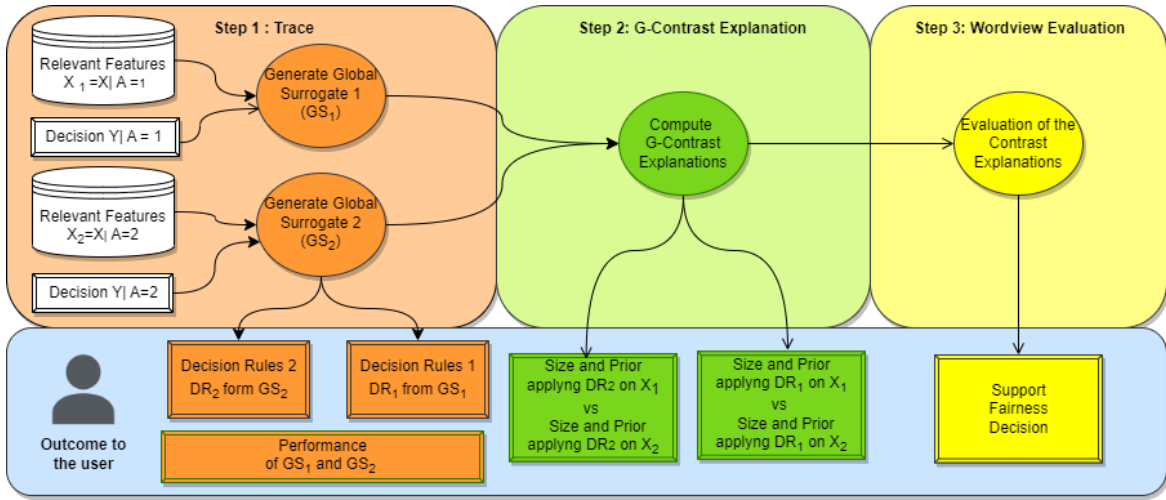 Step 1 : Trace
Relevant Features
X 1 =X| A =1
Decision Y| A = 1
Generate Global
Surrogate 1
(GS1)
Relevant Features
X2=X| A=2
Decision Y| A=2
Generate Global
Surrogate 2
(GS2)
Step 2: G-Contrast Explanation
Compute
G-Contrast
Explanations
Step 3: Wordview Evaluation
Evaluation of the
Contrast
Explanations
Outcome to
the user
Decision Rules 2
DR2 form GS2
Decision Rules 1
DR1 from GS1
Performance
of GS1 and GS2
Size and Prior
applyng DR2 on X1
vs
Size and Prior
applyng DR2 on X2
Size and Prior
applyng DR1 on X1
vs
Size and Prior
applyng DR1 on X2
Support
Fairness
Decision